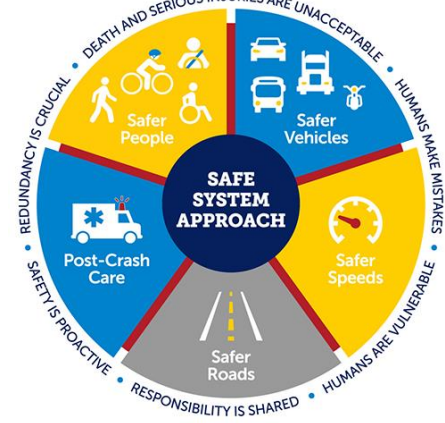 DEATH AND SERIOUS INJURIES ARE UNACCEPTABLE
HUMANS MAKE MISTAKES
HUMANS ARE VULNERABLE
RESPONSIBILITY IS SHARED
SAFETY IS PROACTIVE
REDUNDANCY IS CRUCIAL
Safer
People
Safer
Vehicles
SAFE
SYSTEM
APPROACH
Post-Crash
Care
Safer
Speeds
Safer
Roads